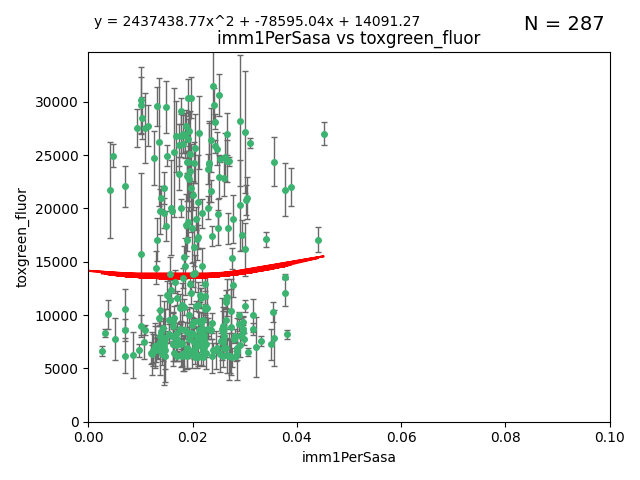 y = 2437438.77x^2 + -78595.04x + 14091.27
N = 287
imm1PerSasa vs toxgreen_fluor
toxgreen_fluor
30000
25000
20000
15000
10000
5000
0
0.00 0.02 0.04 0.06 0.08 0.10
imm1PerSasa